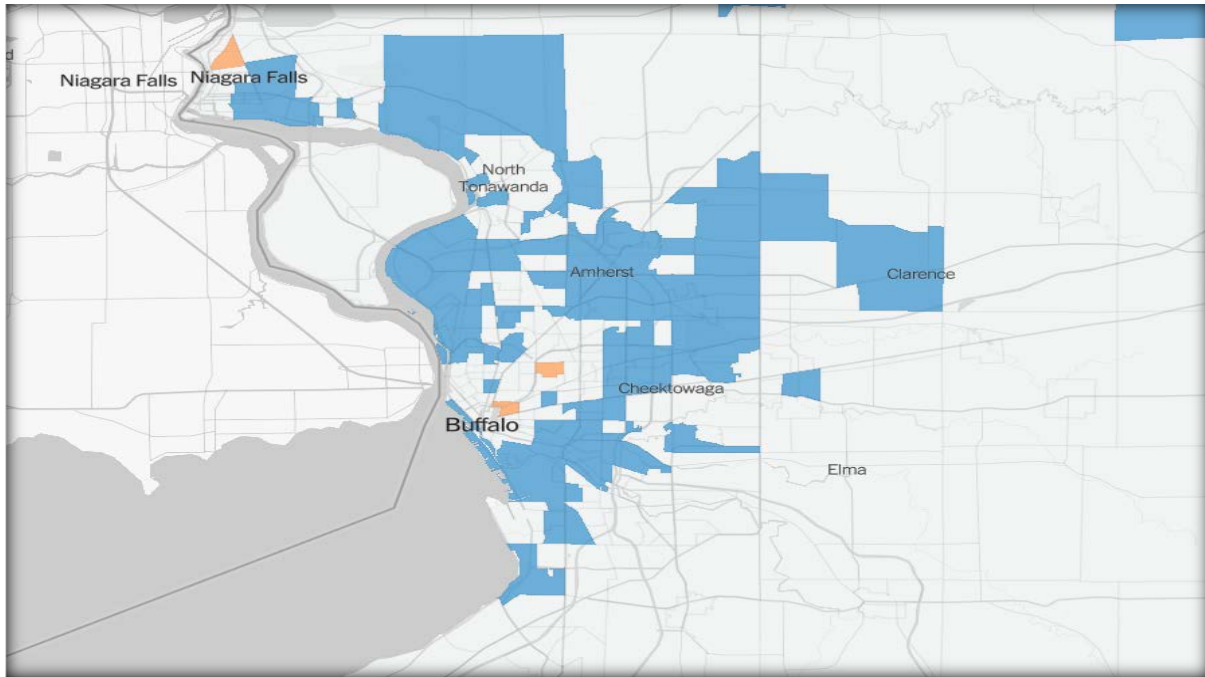 d
Niagara Falls
Niagara Falls
North
Tonawanda
Amherst
Clarence
Cheektowaga
Buffalo
Elma